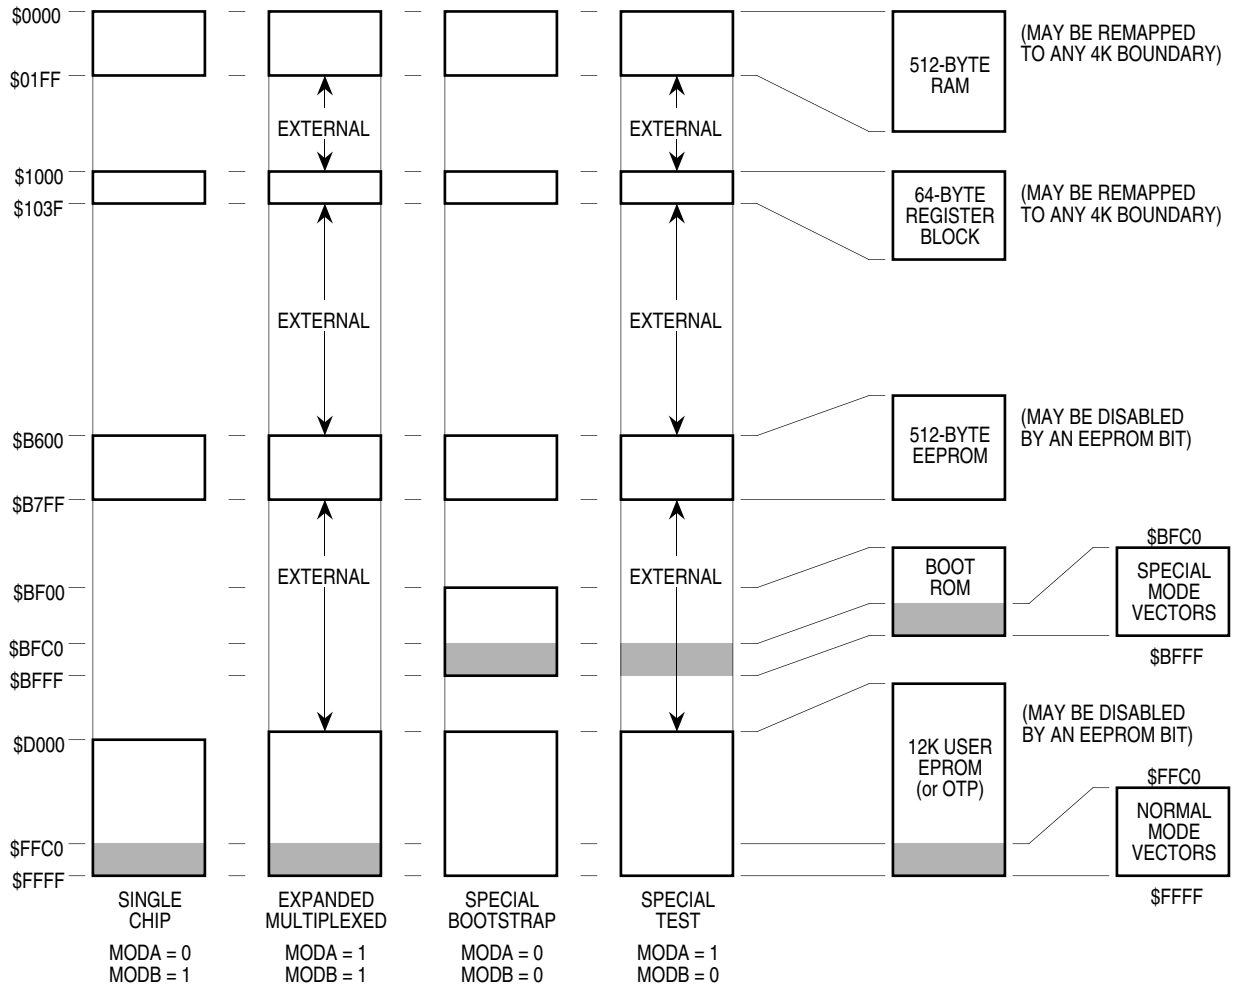 $0000
$01FF
$1000
$103F
$B600
$B7FF
$BF00
$BFC0
$BFFF
$D000
$FFC0
$FFFF
EXTERNAL
EXTERNAL
EXTERNAL
EXTERNAL
EXTERNAL
EXTERNAL
512-BYTE
RAM
(MAY BE REMAPPED
TO ANY 4K BOUNDARY)
64-BYTE
REGISTER
BLOCK
(MAY BE REMAPPED
TO ANY 4K BOUNDARY)
512-BYTE
EEPROM
(MAY BE DISABLED
BY AN EEPROM BIT)
BOOT
ROM
$BFC0
SPECIAL
MODE
VECTORS
$BFFF
12K USER
EPROM
(or OTP)
(MAY BE DISABLED
BY AN EEPROM BIT)
$FFC0
NORMAL
MODE
VECTORS
$FFFF
SINGLE
CHIP
MODA = 0
MODB = 1
EXPANDED
MULTIPLEXED
MODA = 1
MODB = 1
SPECIAL
BOOTSTRAP
MODA = 0
MODB = 0
SPECIAL
TEST
MODA = 1
MODB = 0